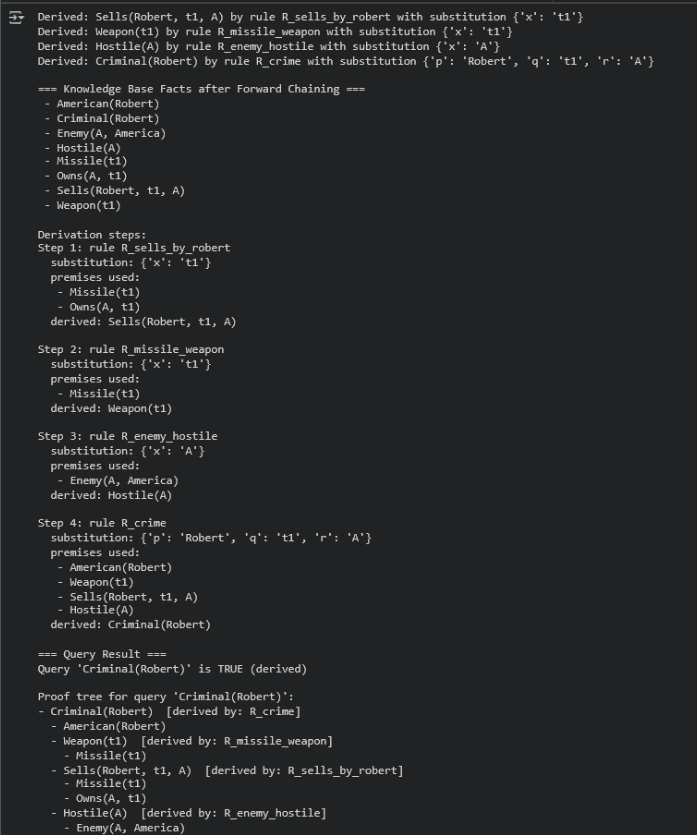 Derived: Sells(Robert, t1, A) by rule R_sells_by_robert with substitution {'x': 't1'}
Derived: Weapon(t1) by rule R_missile_weapon with substitution {'x': 't1'}
Derived: Hostile(A) by rule R_enemy_hostile with substitution {'x': 'A'}
Derived: Criminal(Robert) by rule R_crime with substitution {'p': 'Robert', 'q': 't1', 'r': 'A'}

=== Knowledge Base Facts after Forward Chaining ===
 - American(Robert)
 - Criminal(Robert)
 - Enemy(A, America)
 - Hostile(A)
 - Missile(t1)
 - Owns(A, t1)
 - Sells(Robert, t1, A)
 - Weapon(t1)

Derivation steps:
Step 1: rule R_sells_by_robert
  substitution: {'x': 't1'}
  premises used:
   - Missile(t1)
   - Owns(A, t1)
  derived: Sells(Robert, t1, A)

Step 2: rule R_missile_weapon
  substitution: {'x': 't1'}
  premises used:
   - Missile(t1)
  derived: Weapon(t1)

Step 3: rule R_enemy_hostile
  substitution: {'x': 'A'}
  premises used:
   - Enemy(A, America)
  derived: Hostile(A)

Step 4: rule R_crime
  substitution: {'p': 'Robert', 'q': 't1', 'r': 'A'}
  premises used:
   - American(Robert)
   - Weapon(t1)
   - Sells(Robert, t1, A)
   - Hostile(A)
  derived: Criminal(Robert)

=== Query Result ===
Query 'Criminal(Robert)' is TRUE (derived)

Proof tree for query 'Criminal(Robert)':
- Criminal(Robert)  [derived by: R_crime]
  - American(Robert)
  - Weapon(t1)  [derived by: R_missile_weapon]
    - Missile(t1)
  - Sells(Robert, t1, A)  [derived by: R_sells_by_robert]
    - Missile(t1)
    - Owns(A, t1)
  - Hostile(A)  [derived by: R_enemy_hostile]
    - Enemy(A, America)